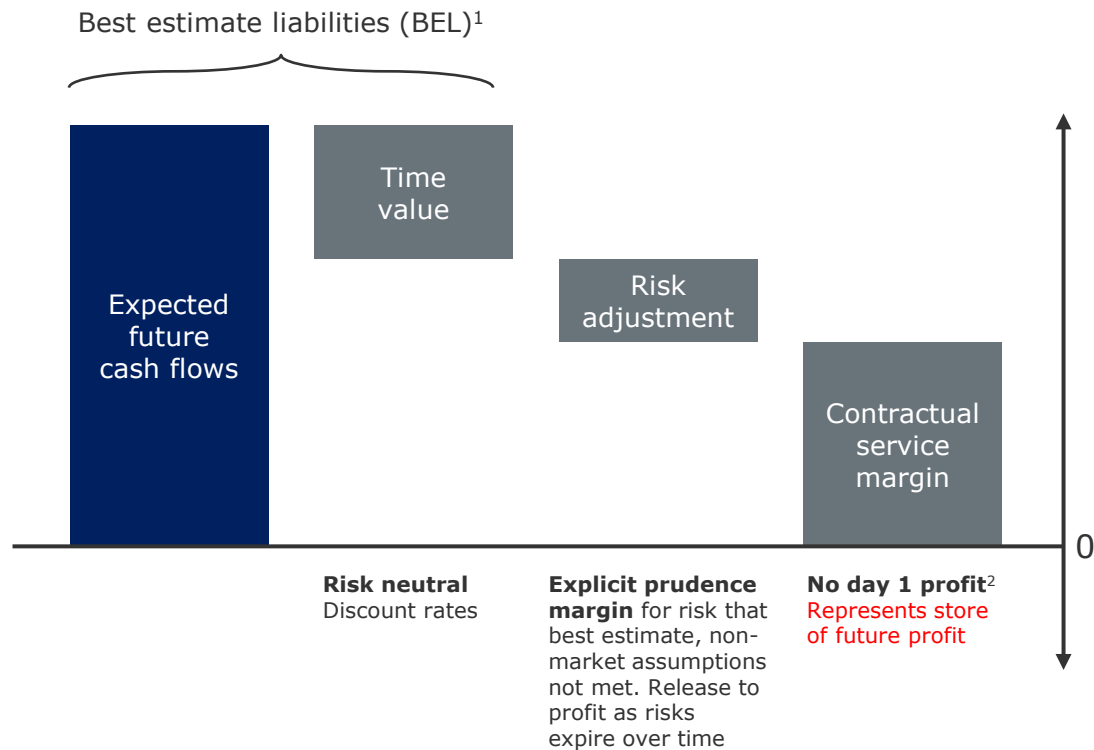 Best estimate liabilities (BEL)¹
Expected
future
cash flows
Time
value
Risk
adjustment
Contractual
service
margin
0
Risk neutral
Discount rates
Explicit prudence
margin for risk that
best estimate, non-
market assumptions
not met. Release to
profit as risks
expire over time
No day 1 profit²
Represents store
of future profit